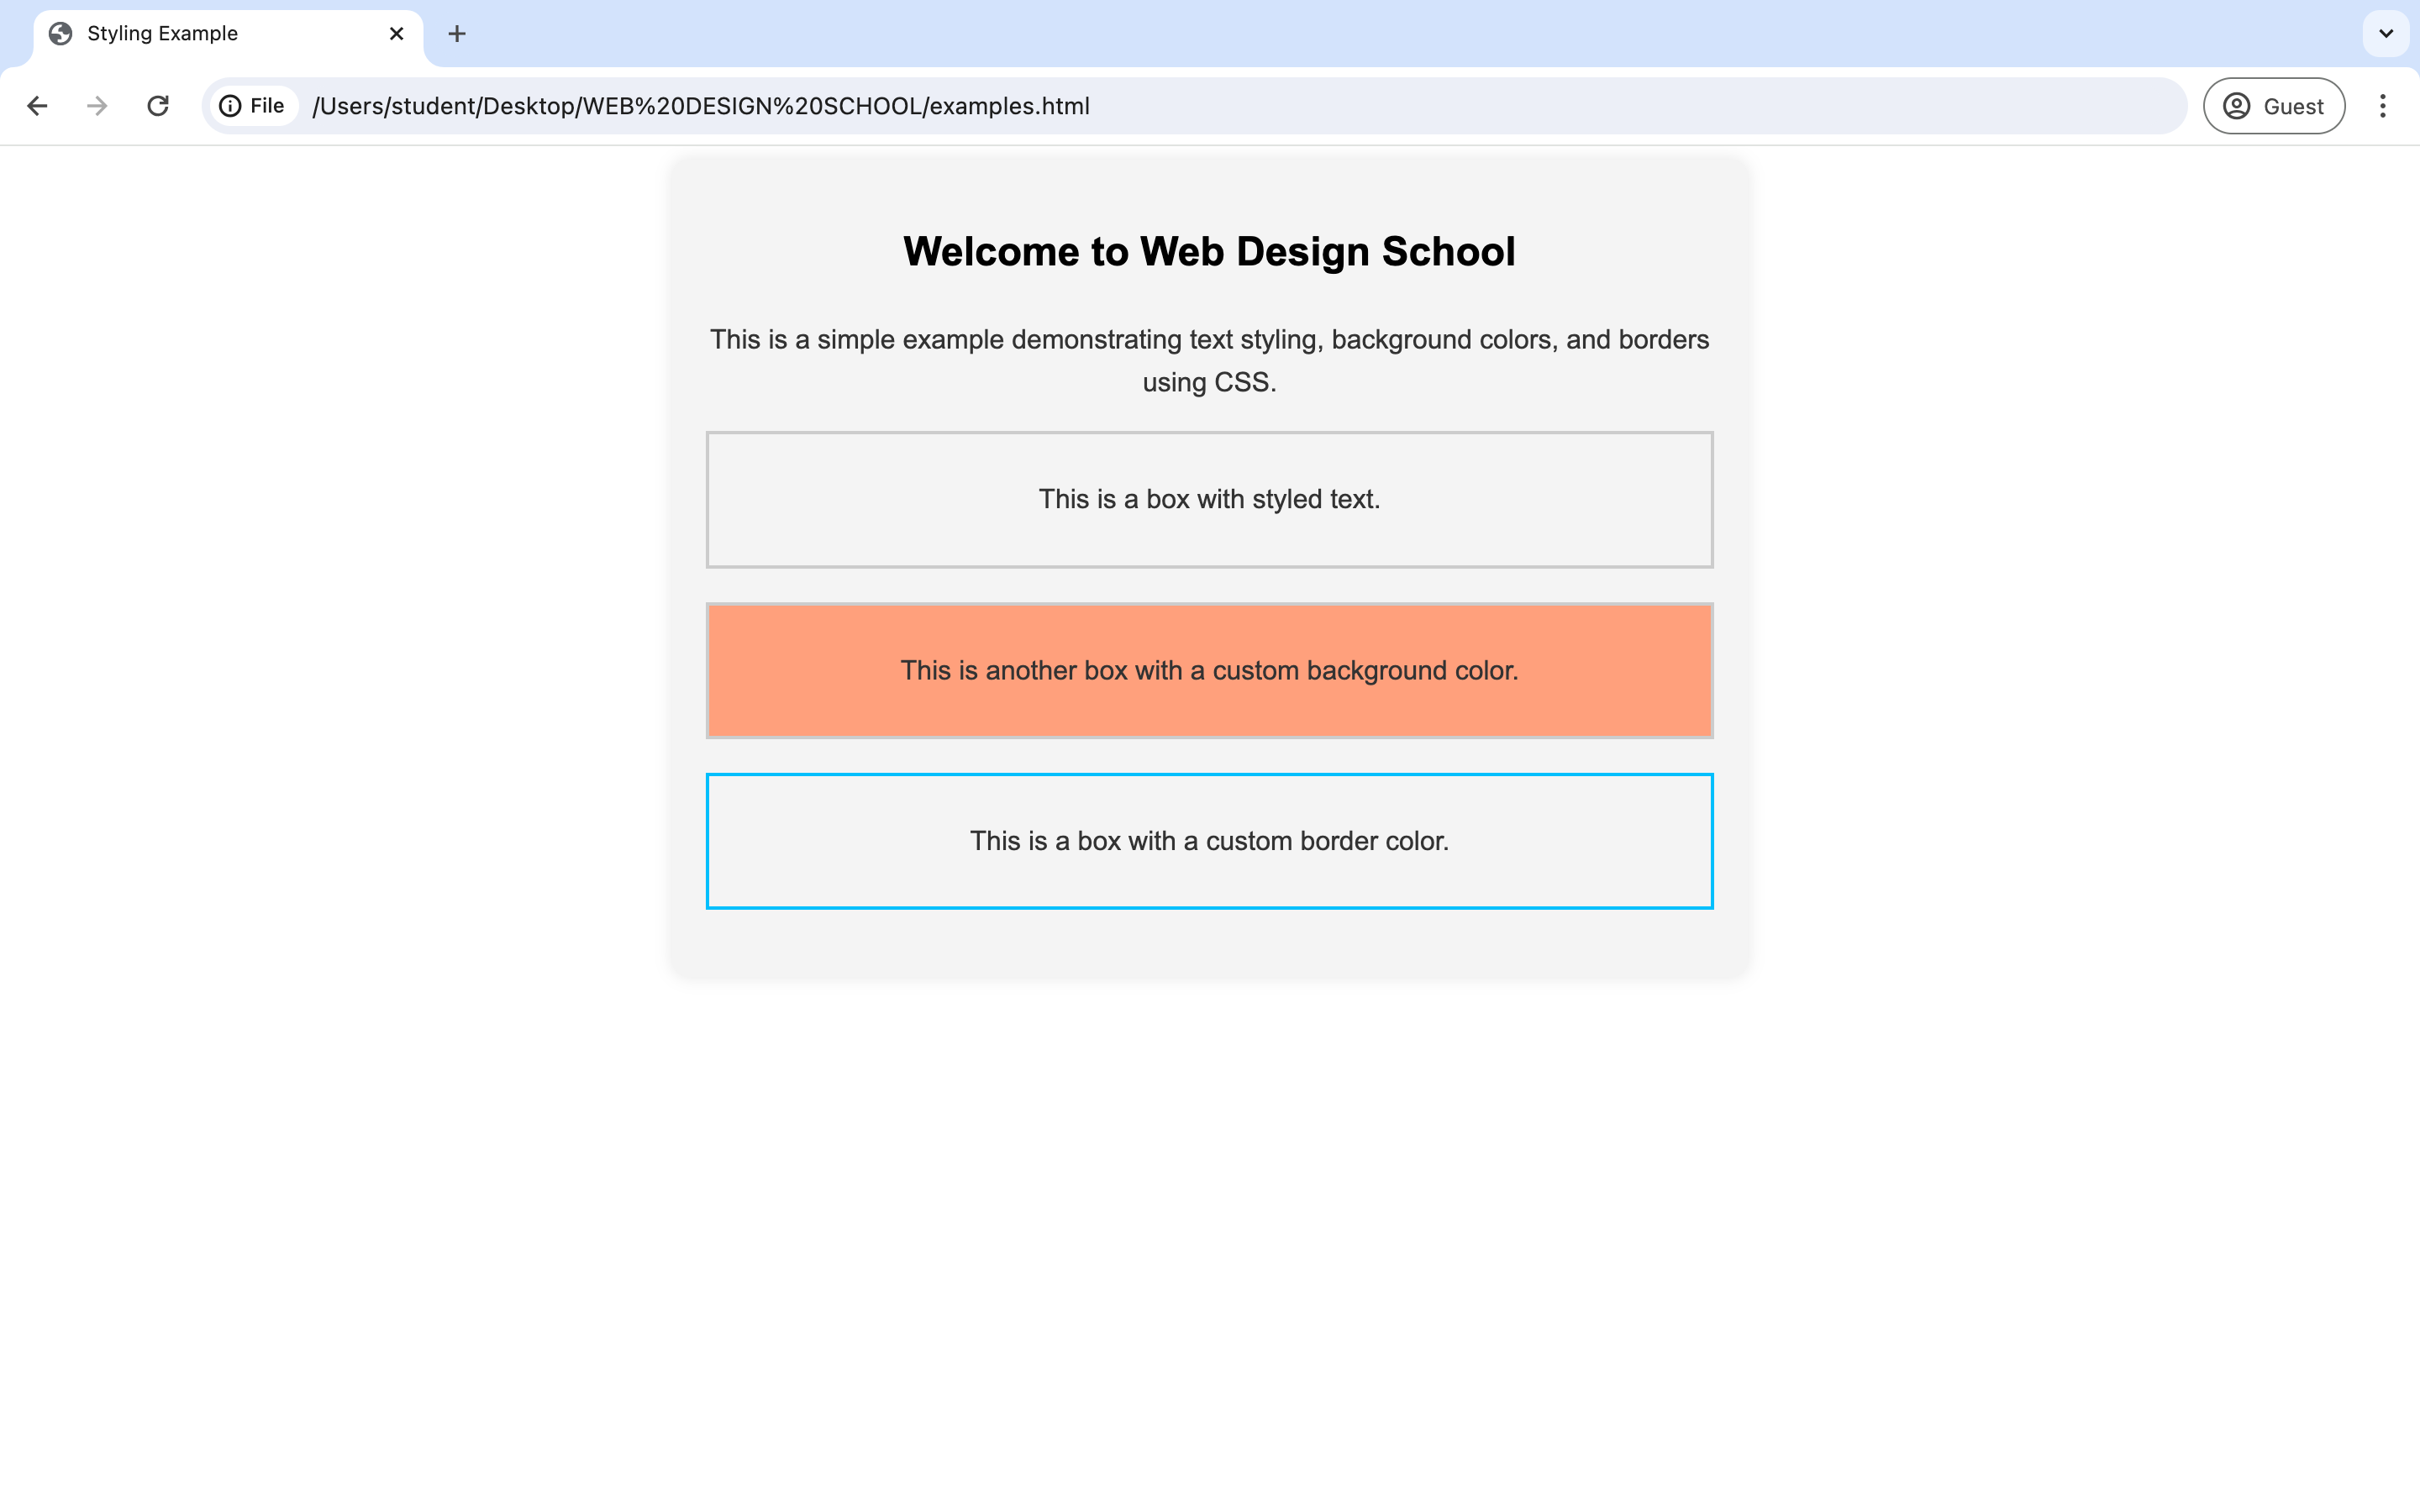 Styling Example
File /Users/student/Desktop/WEB%20DESIGN%20SCHOOL/examples.html Guest
Welcome to Web Design School
This is a simple example demonstrating text styling, background colors, and borders
using CSS.
This is a box with styled text.
This is another box with a custom background color.
This is a box with a custom border color.